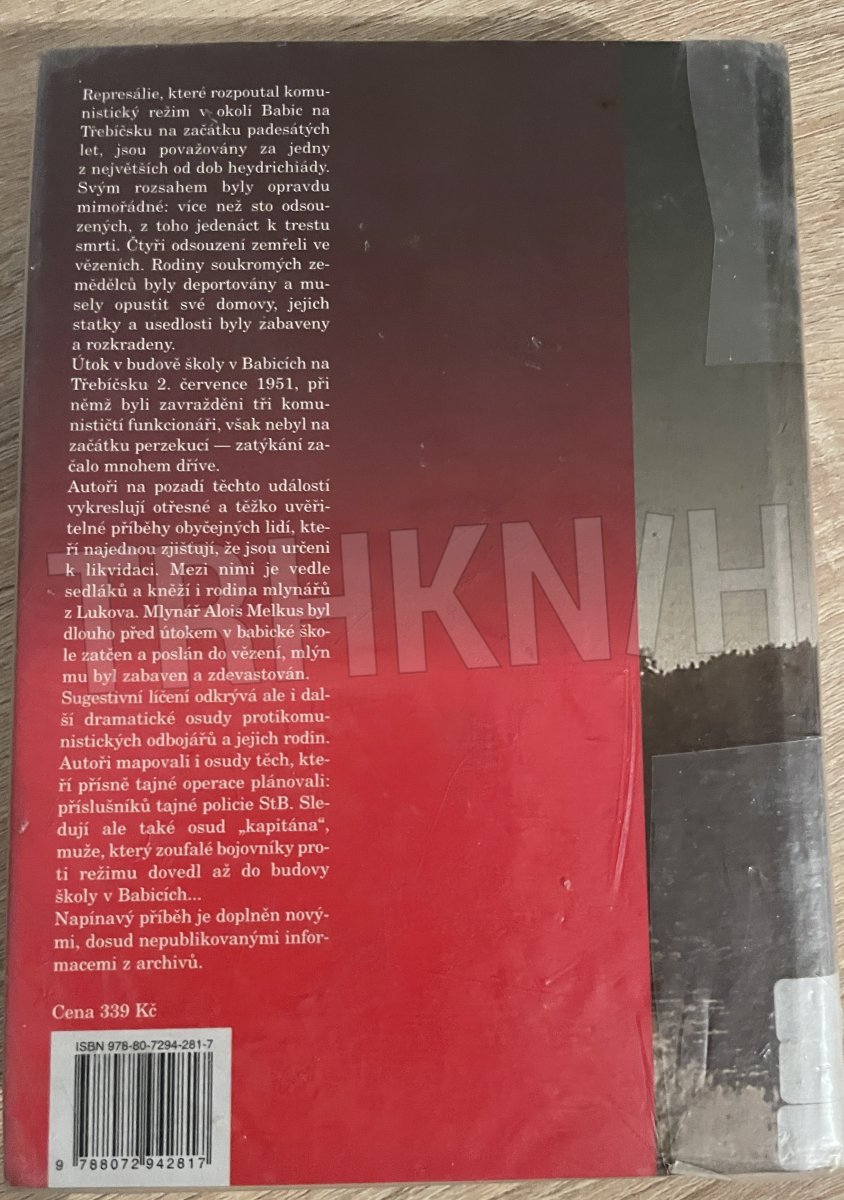 Represálie, které rozpoutal komu-
nistický režim v okolí Babic na
Třebíčsku na začátku padesátých
let, jsou považovány za jedny
z největších od dob heydrichiády.
Svým rozsahem byly opravdu
mimořádné: více než sto odsou-
zených, z toho jedenáct k trestu
smrti. Čtyři odsouzení zemřeli ve
vězeních. Rodiny soukromých ze-
mědělců byly deportovány a mu-
sely opustit své domovy, jejich
statky a usedlosti byly zabaveny
a rozkradeny.
Útok v budově školy v Babicích na
Třebíčsku 2. července 1951, při
němž byli zavražděni tři komu-
nističtí funkcionáři, však nebyl na
začátku perzekucí — zatýkání za-
čalo mnohem dříve.
Autoři na pozadí těchto událostí
vykreslují otřesné a těžko uvěři-
telné příběhy obyčejných lidí, kte-
ří najednou zjišťují, že jsou určeni
k likvidaci. Mezi nimi je vedle
sedláků a kněží i rodina mlynářů
z Lukova. Mlynář Alois Melkus byl
dlouho před útokem v babické ško-
le zatčen a poslán do vězení, mlýn
mu byl zabaven a zdevastován.
Sugestivní líčení odkrývá ale i dal-
ší dramatické osudy protikomu-
nistických odbojářů a jejich rodin.
Autoři mapovali i osudy těch, kte-
ří přísně tajné operace plánovali:
příslušníků tajné policie StB. Sle-
dují ale také osud „kapitána“,
muže, který zoufalé bojovníky pro-
ti režimu dovedl až do budovy
školy v Babicích...
Napínavý příběh je doplněn nový-
mi, dosud nepublikovanými infor-
macemi z archivů.
Cena 339 Kč
ISBN 978-80-7294-281-7
9 788072 942817
TRHKN/H